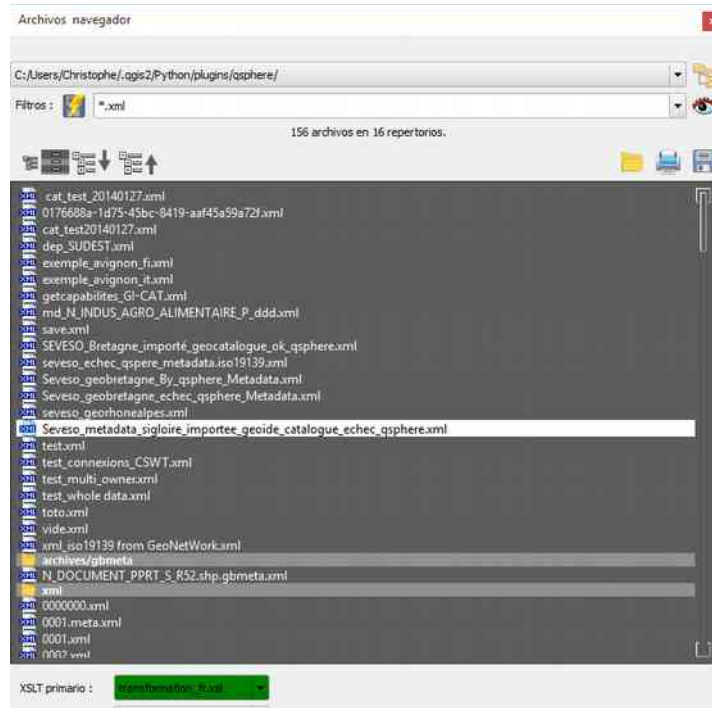 Archivos navegador
C:/Users/Christophe/.qgis2/Python/plugins/qsphere/
Filtros : *.xml
156 archivos en 16 repertorios.
cat_test_20140127.xml
0176688a-1d75-45bc-8419-aaf45a59a72f.xml
cat_test20140127.xml
dep_SUDEST.xml
exemple_avignon_fi.xml
exemple_avignon_it.xml
getcapabilites_GI-CAT.xml
md_N_INDUS_AGRO_ALIMENTAIRE_P_ddd.xml
save.xml
SEVESO_Bretagne_importé_geocatalogue_ok_qsphere.xml
seveso_echec_qspere_metadata.iso19139.xml
Seveso_geobretagne_By_qsphere_Metadata.xml
Seveso_geobretagne_echec_qsphere_Metadata.xml
seveso_georhonealpes.xml
Seveso_metadata_sigloire_importee_geoide_catalogue_echec_qsphere.xml
test.xml
test_connexions_CSWT.xml
test_multi_owner.xml
test_whole data.xml
toto.xml
vide.xml
xml_iso19139 from GeoNetWork.xml
archives/gbmeta
N_DOCUMENT_PPRT_S_R52.shp.gbmeta.xml
xml
0000000.xml
0001.meta.xml
0001.xml
0002.xml
XSLT primario : transformation_fr.xsl